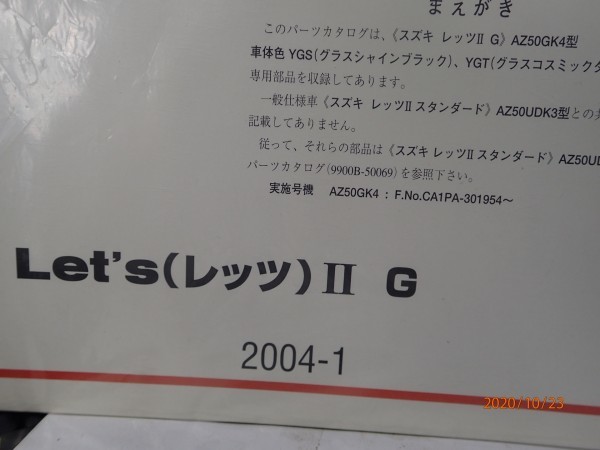 まえがき
このパーツカタログは、《スズキ レッツII G》AZ50GK4型
車体色 YGS(グラスシャインブラック)、YGT(グラスコスミックダ
専用部品を収録してあります。
一般仕様車《スズキ レッツII スタンダード》AZ50UDK3型との共
記載してありません。
従って、それらの部品は《スズキ レッツII スタンダード》AZ50UD
パーツカタログ(9900B-50069)を参照下さい。
実施号機 AZ50GK4 : F.No.CA1PA-301954〜
Let's(レッツ)II G
2004-1
2020/10/23